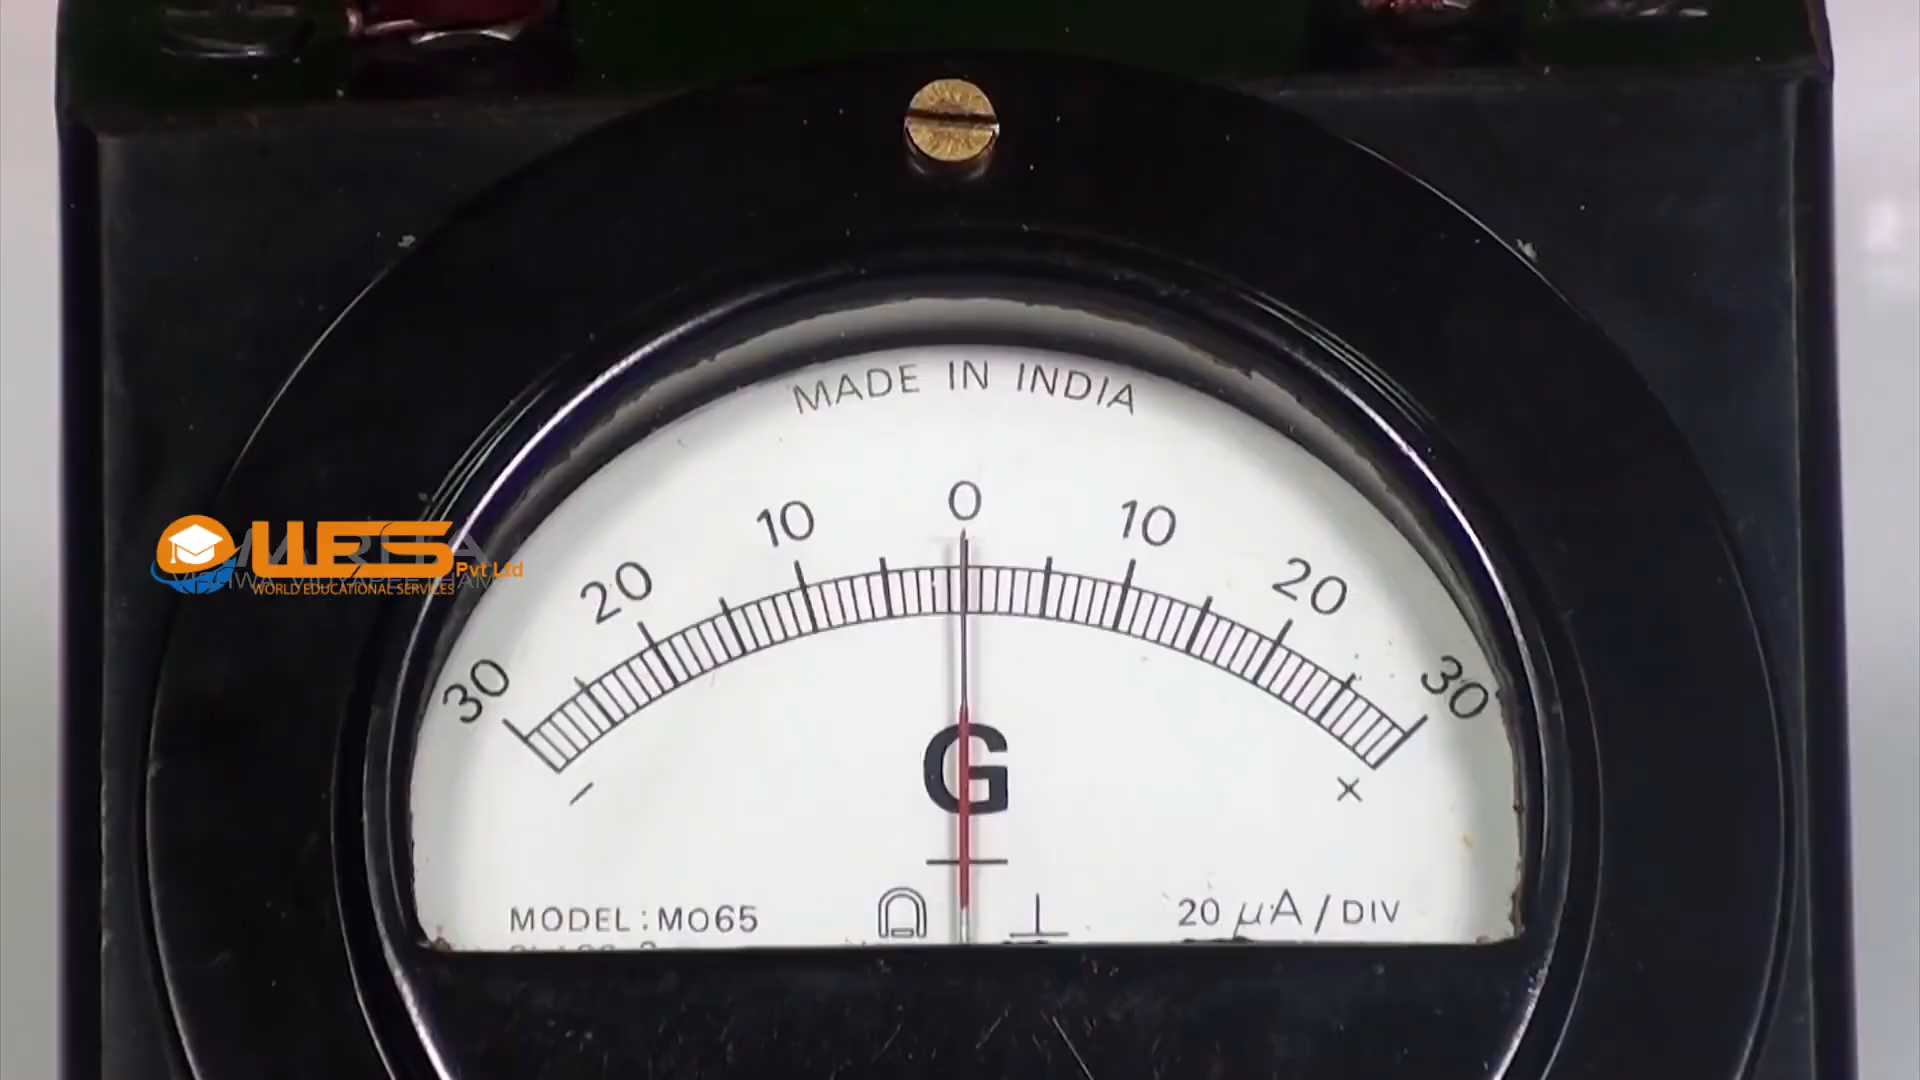 MADE IN INDIA
30 20 10 0 10 20 30
- +
G
MODEL : MO65
20 μA / DIV
WES Pvt Ltd
WORLD EDUCATIONAL SERVICES